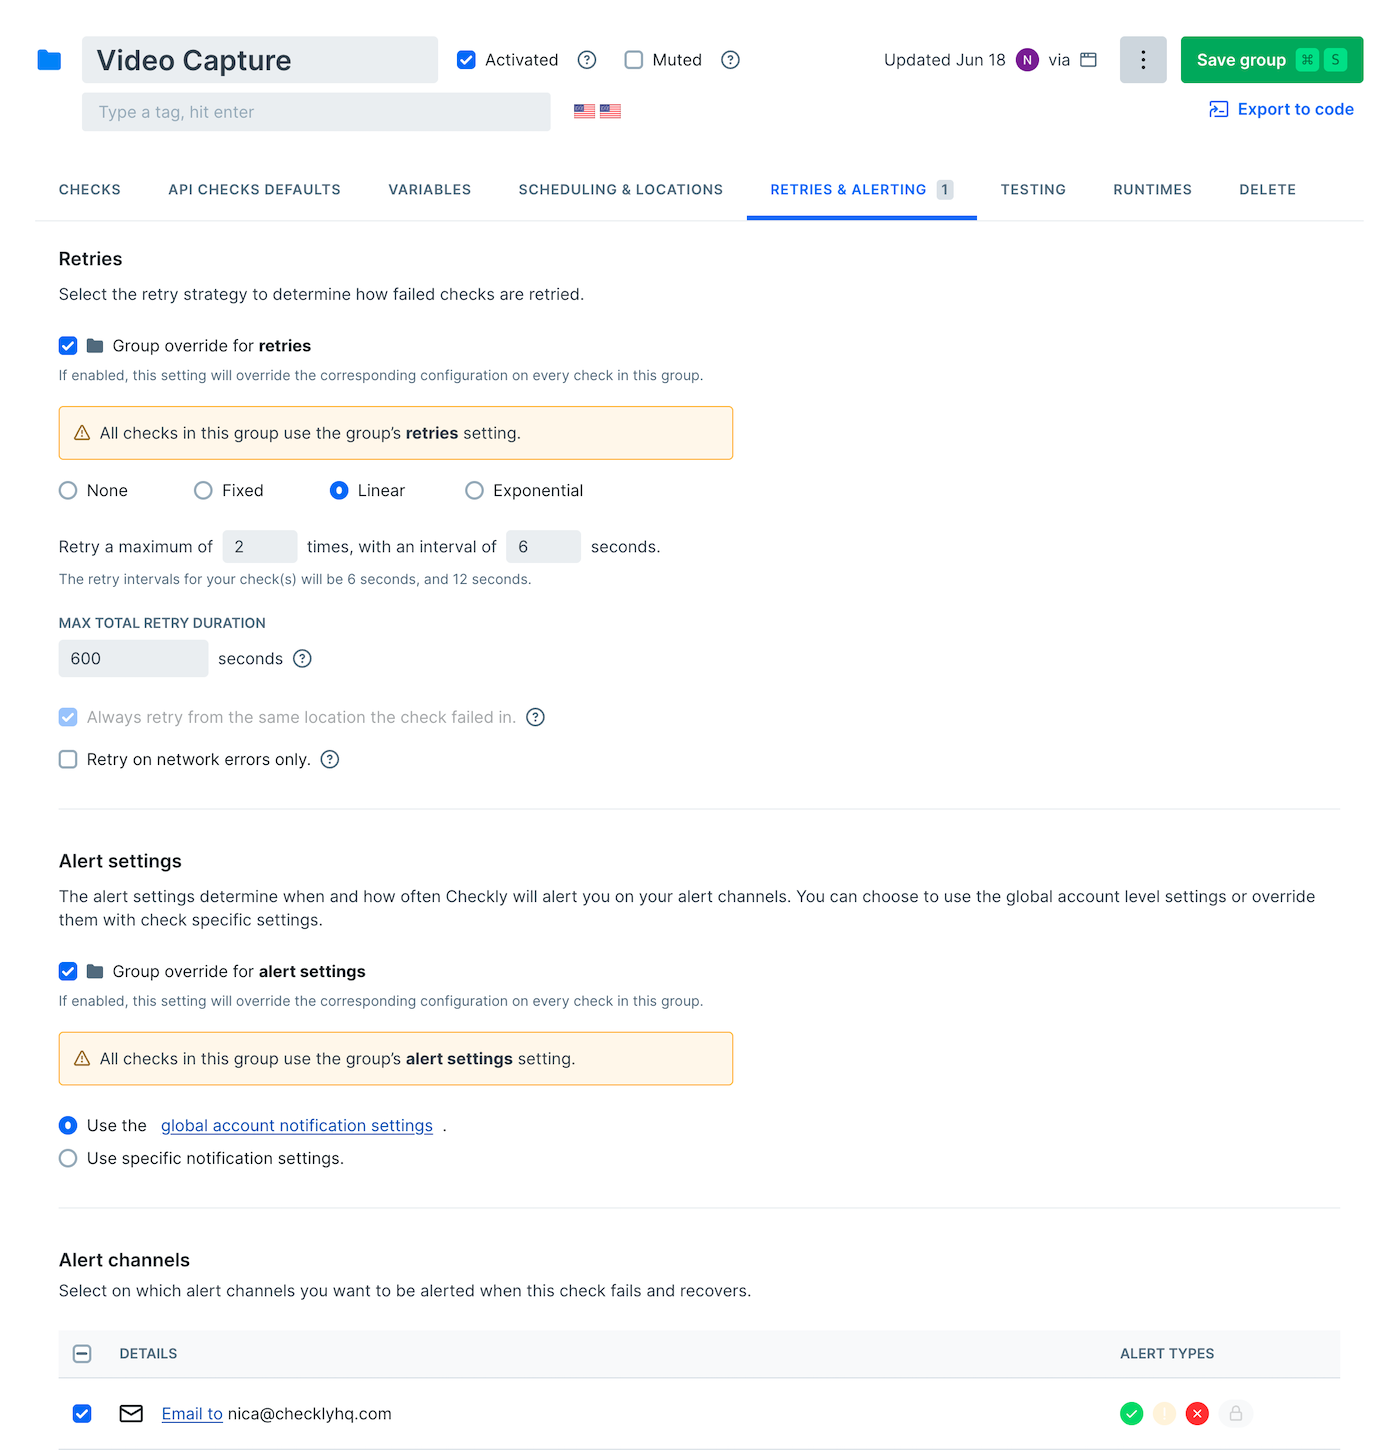 Video Capture
Activated
Muted
Updated Jun 18 N via
Save group ⌘ S
Type a tag, hit enter
Export to code
CHECKS
API CHECKS DEFAULTS
VARIABLES
SCHEDULING & LOCATIONS
RETRIES & ALERTING 1
TESTING
RUNTIMES
DELETE
Retries
Select the retry strategy to determine how failed checks are retried.
Group override for retries
If enabled, this setting will override the corresponding configuration on every check in this group.
All checks in this group use the group's retries setting.
None
Fixed
Linear
Exponential
Retry a maximum of 2 times, with an interval of 6 seconds.
The retry intervals for your check(s) will be 6 seconds, and 12 seconds.
MAX TOTAL RETRY DURATION
600 seconds
Always retry from the same location the check failed in.
Retry on network errors only.
Alert settings
The alert settings determine when and how often Checkly will alert you on your alert channels. You can choose to use the global account level settings or override
them with check specific settings.
Group override for alert settings
If enabled, this setting will override the corresponding configuration on every check in this group.
All checks in this group use the group's alert settings setting.
Use the global account notification settings .
Use specific notification settings.
Alert channels
Select on which alert channels you want to be alerted when this check fails and recovers.
DETAILS
ALERT TYPES
Email to nica@checklyhq.com